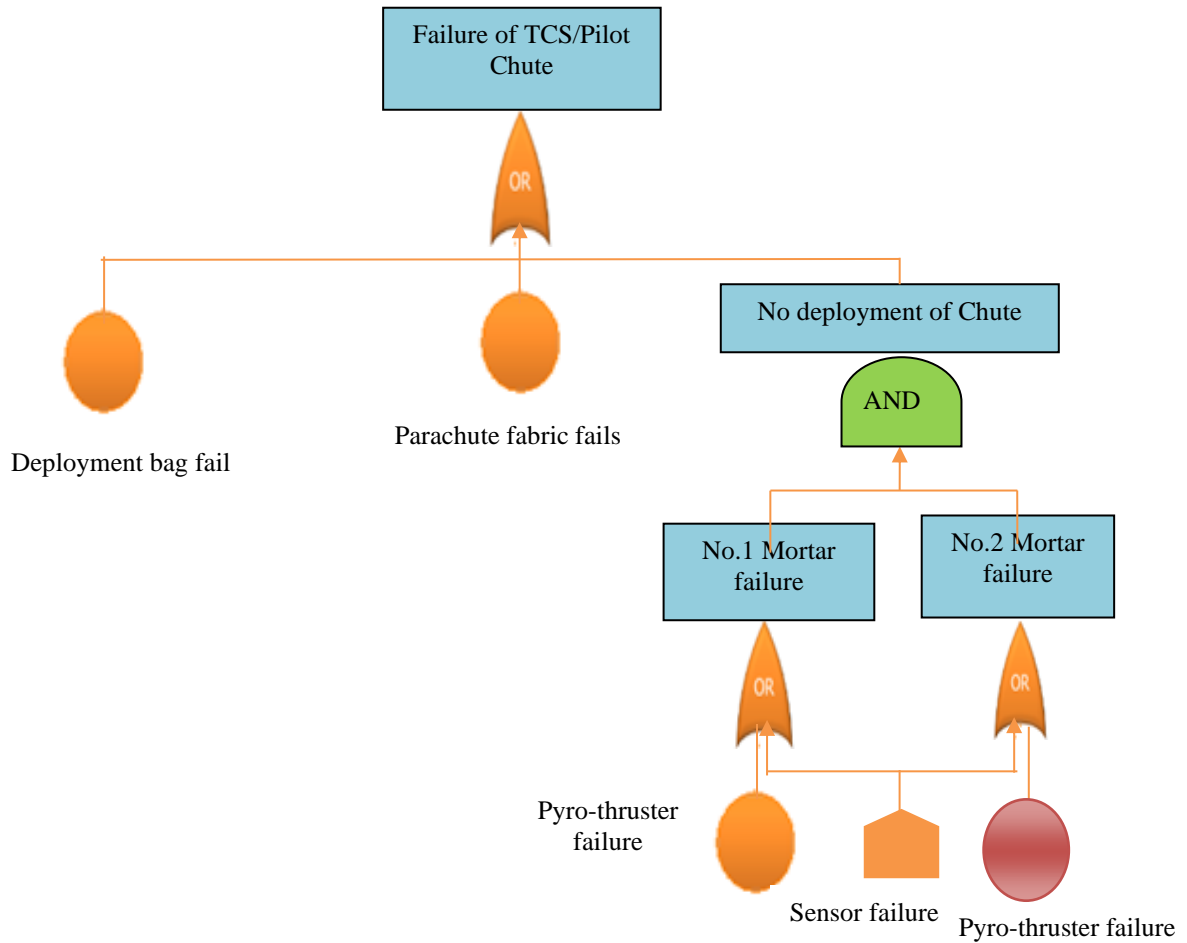 Failure of TCS/Pilot
Chute
OR
No deployment of Chute
AND
Parachute fabric fails
Deployment bag fail
No.1 Mortar
failure
No.2 Mortar
failure
OR
OR
Pyro-thruster
failure
Sensor failure
Pyro-thruster failure